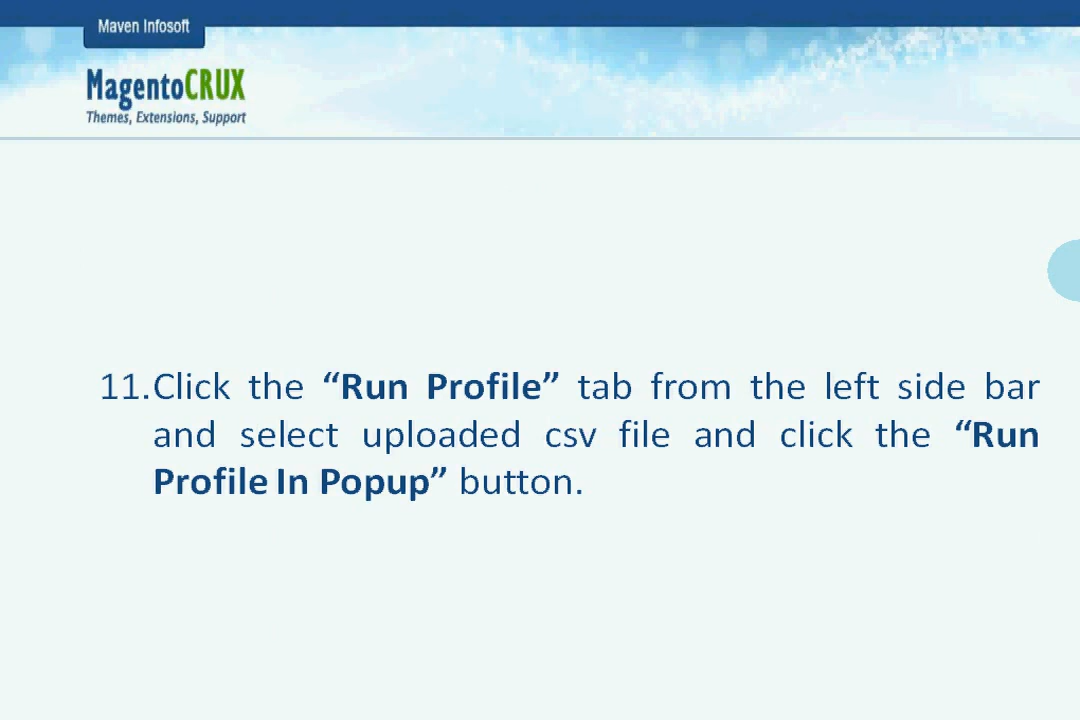 Maven Infosoft
MagentoCRUX
Themes, Extensions, Support
11.Click the “Run Profile” tab from the left side bar
and select uploaded csv file and click the “Run
Profile In Popup” button.